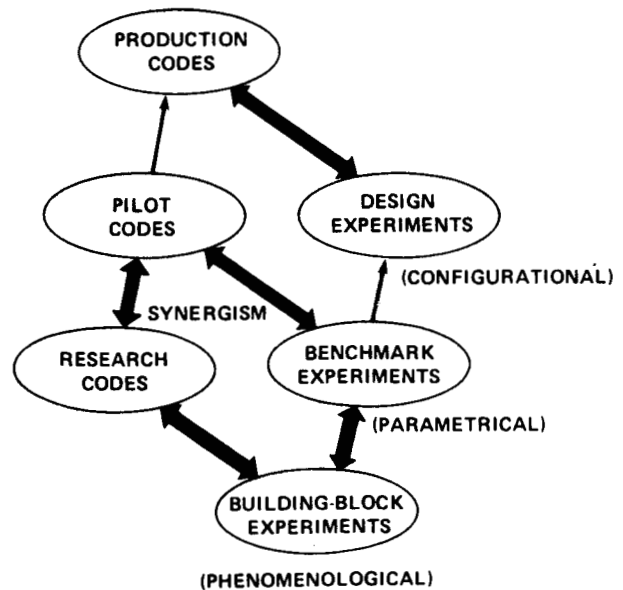 PRODUCTION
CODES
PILOT
CODES
DESIGN
EXPERIMENTS
(CONFIGURATIONAL)
SYNERGISM
RESEARCH
CODES
BENCHMARK
EXPERIMENTS
(PARAMETRICAL)
BUILDING-BLOCK
EXPERIMENTS
(PHENOMENOLOGICAL)